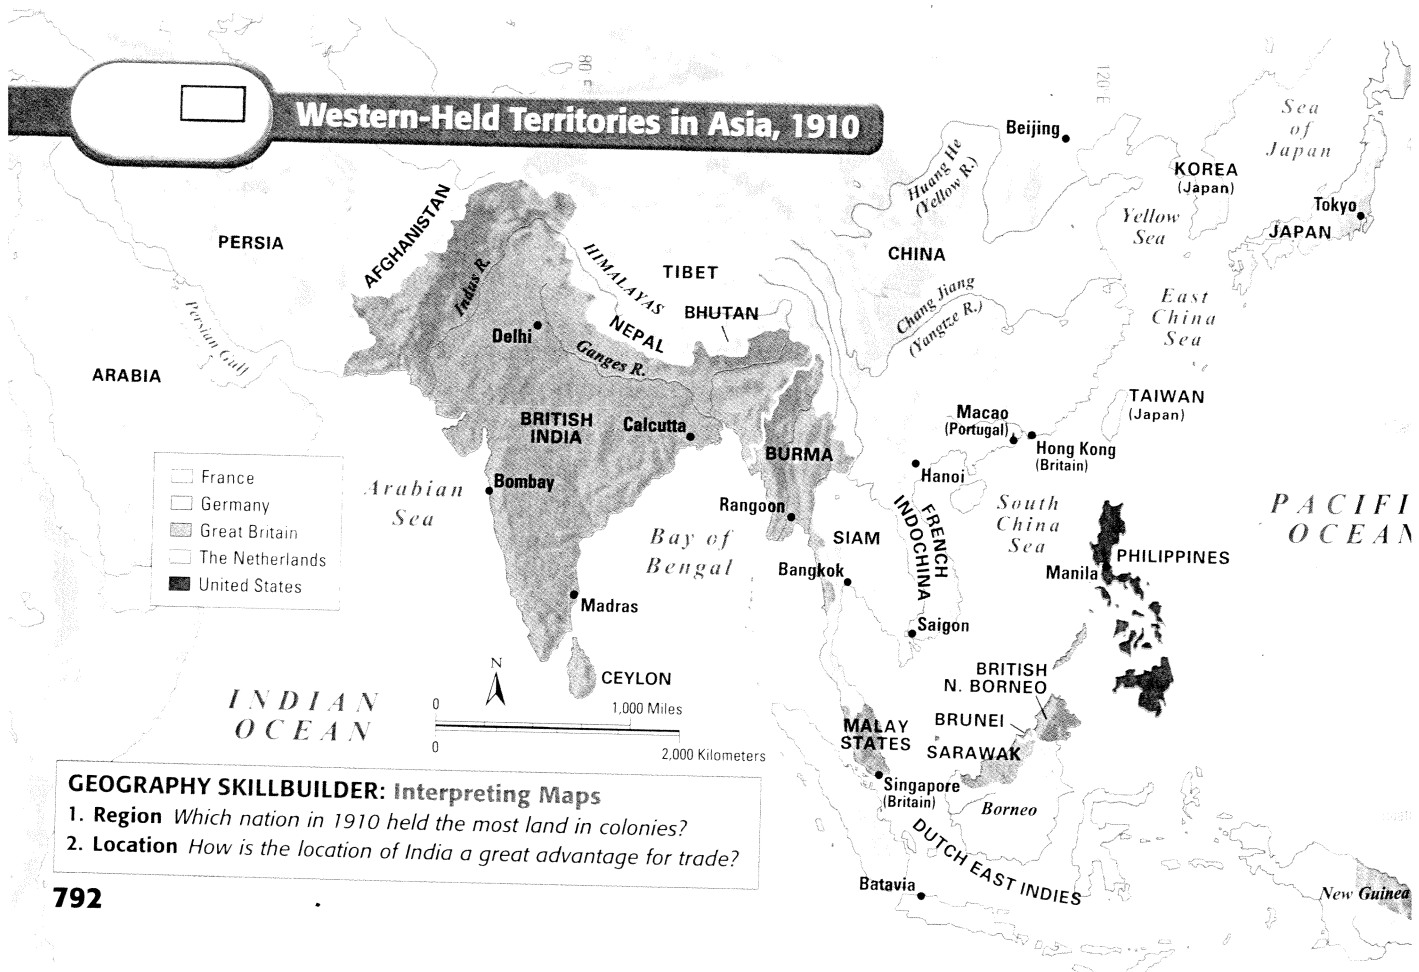 80°E
120°E
Western-Held Territories in Asia, 1910
Beijing
Huang He
(Yellow R.)
Sea
of
Japan
KOREA
(Japan)
Tokyo
JAPAN
Yellow
Sea
AFGHANISTAN
PERSIA
CHINA
HIMALAYAS
TIBET
Indus R.
Persian Gulf
BHUTAN
NEPAL
Delhi
Ganges R.
Chang Jiang
(Yangtze R.)
East
China
Sea
ARABIA
TAIWAN
(Japan)
BRITISH
INDIA
Calcutta
Macao
(Portugal)
Hong Kong
(Britain)
BURMA
Hanoi
France
Germany
Great Britain
The Netherlands
United States
Arabian
Sea
Bombay
Rangoon
Bay of
Bengal
SIAM
FRENCH
INDOCHINA
South
China
Sea
PACIFI
OCEAN
PHILIPPINES
Manila
Bangkok
Madras
Saigon
N
CEYLON
BRITISH
N. BORNEO
INDIAN
OCEAN
0
1,000 Miles
0
2,000 Kilometers
MALAY
STATES
BRUNEI
SARAWAK
Singapore
(Britain)
Borneo
DUTCH EAST INDIES
Batavia
New Guinea
GEOGRAPHY SKILLBUILDER: Interpreting Maps
1. Region Which nation in 1910 held the most land in colonies?
2. Location How is the location of India a great advantage for trade?
792